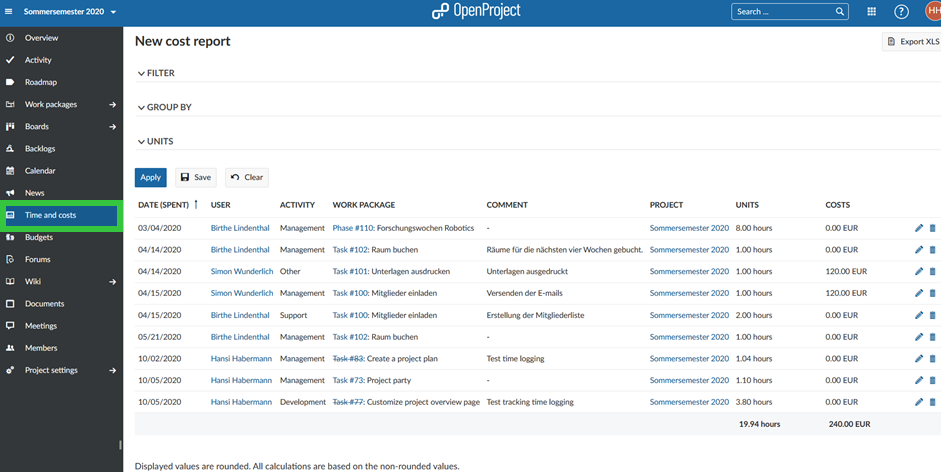 Sommersemester 2020
OpenProject
Search ...
?
HH
Overview
Activity
Roadmap
Work packages
Boards
Backlogs
Calendar
News
Time and costs
Budgets
Forums
Wiki
Documents
Meetings
Members
Project settings
New cost report
Export XLS
FILTER
GROUP BY
UNITS
Apply Save Clear
DATE (SPENT) USER ACTIVITY WORK PACKAGE COMMENT PROJECT UNITS COSTS
03/04/2020 Birthe Lindenthal Management Phase #110: Forschungswochen Robotics - Sommersemester 2020 8.00 hours 0.00 EUR
04/14/2020 Birthe Lindenthal Management Task #102: Raum buchen Räume für die nächsten vier Wochen gebucht. Sommersemester 2020 1.00 hours 0.00 EUR
04/14/2020 Simon Wunderlich Other Task #101: Unterlagen ausdrucken Unterlagen ausgedruckt Sommersemester 2020 1.00 hours 120.00 EUR
04/15/2020 Simon Wunderlich Management Task #100: Mitglieder einladen Versenden der E-mails Sommersemester 2020 1.00 hours 120.00 EUR
04/15/2020 Birthe Lindenthal Support Task #100: Mitglieder einladen Erstellung der Mitgliederliste Sommersemester 2020 2.00 hours 0.00 EUR
05/21/2020 Birthe Lindenthal Management Task #102: Raum buchen - Sommersemester 2020 1.00 hours 0.00 EUR
10/02/2020 Hansi Habermann Management Task #83: Create a project plan Test time logging Sommersemester 2020 1.04 hours 0.00 EUR
10/05/2020 Hansi Habermann Management Task #73: Project party - Sommersemester 2020 1.10 hours 0.00 EUR
10/05/2020 Hansi Habermann Development Task #77: Customize project overview page Test tracking time logging Sommersemester 2020 3.80 hours 0.00 EUR
19.94 hours 240.00 EUR
Displayed values are rounded. All calculations are based on the non-rounded values.